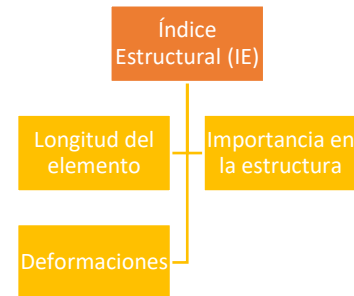 Índice
Estructural (IE)
Longitud del
elemento
Importancia en
la estructura
Deformaciones